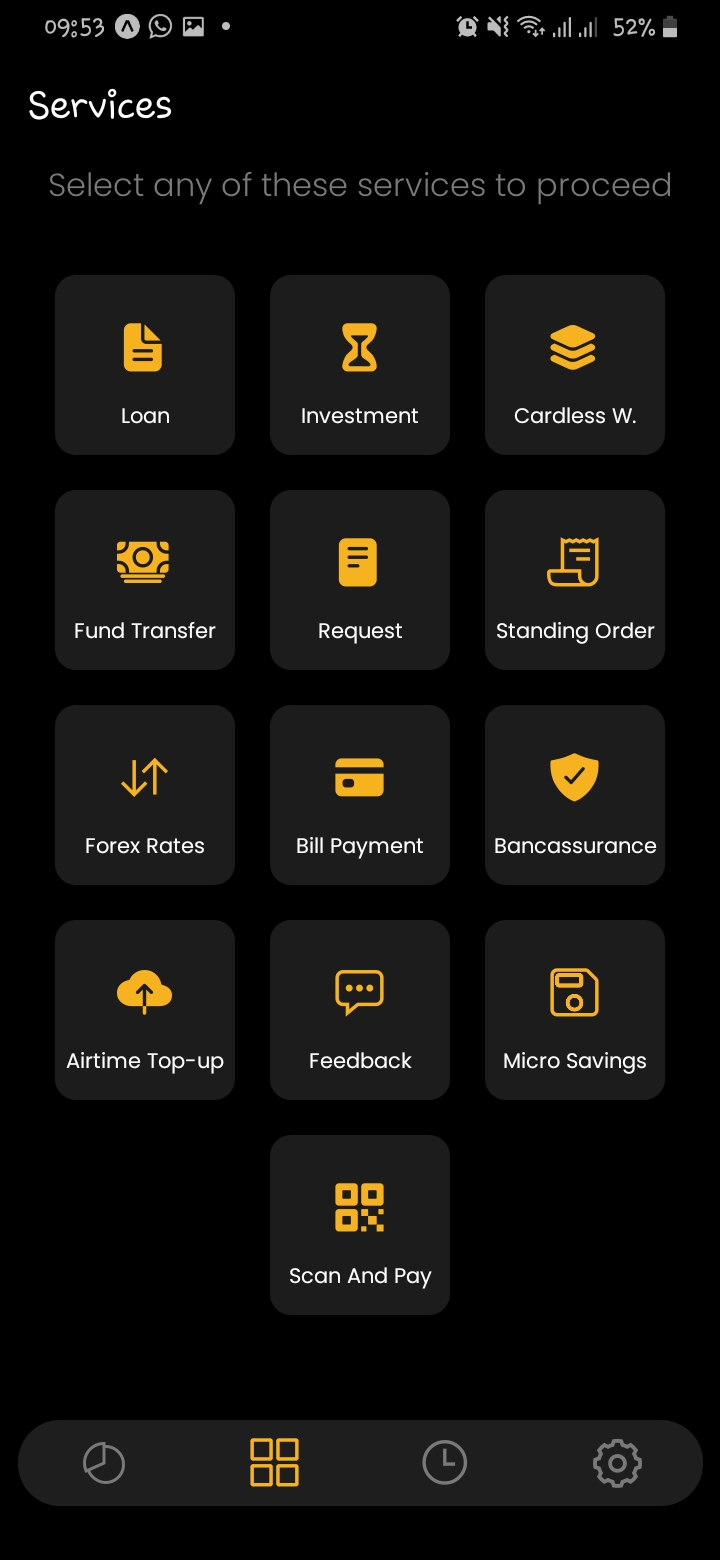 09:53 52%
Services
Select any of these services to proceed
Loan Investment Cardless W.
Fund Transfer Request Standing Order
Forex Rates Bill Payment Bancassurance
Airtime Top-up Feedback Micro Savings
Scan And Pay